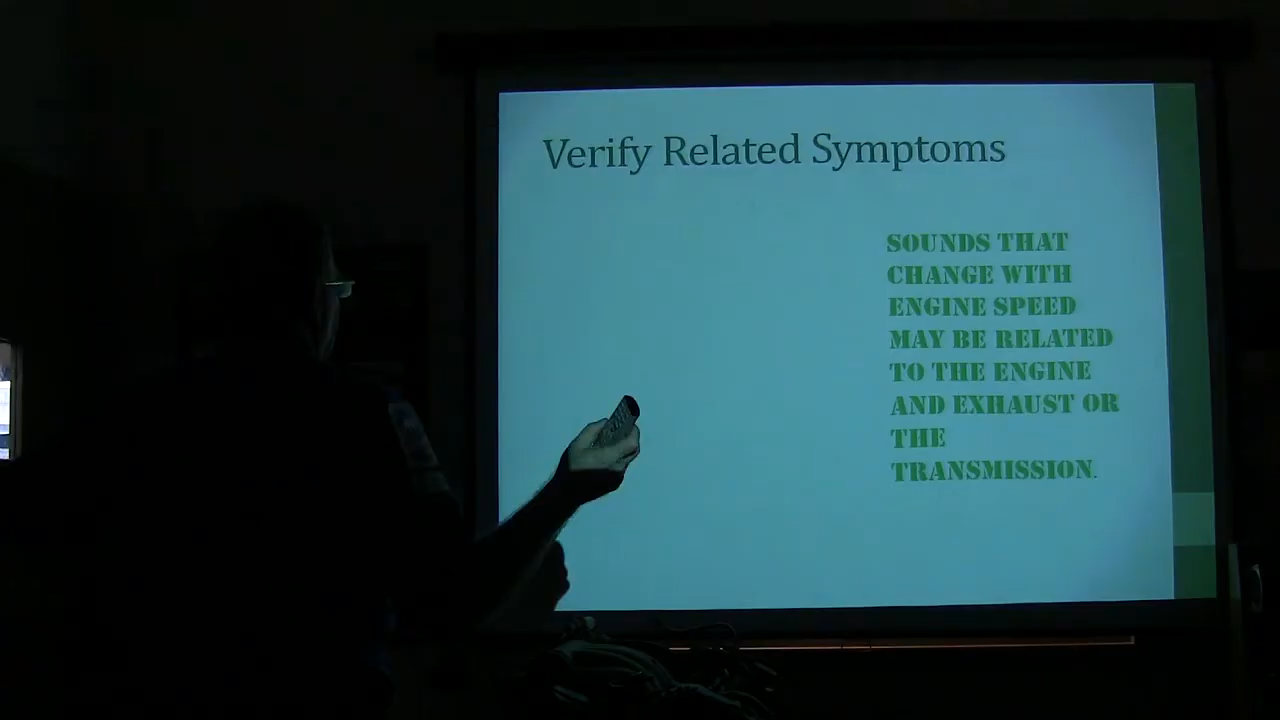 Verify Related Symptoms
SOUNDS THAT
CHANGE WITH
ENGINE SPEED
MAY BE RELATED
TO THE ENGINE
AND EXHAUST OR
THE
TRANSMISSION.